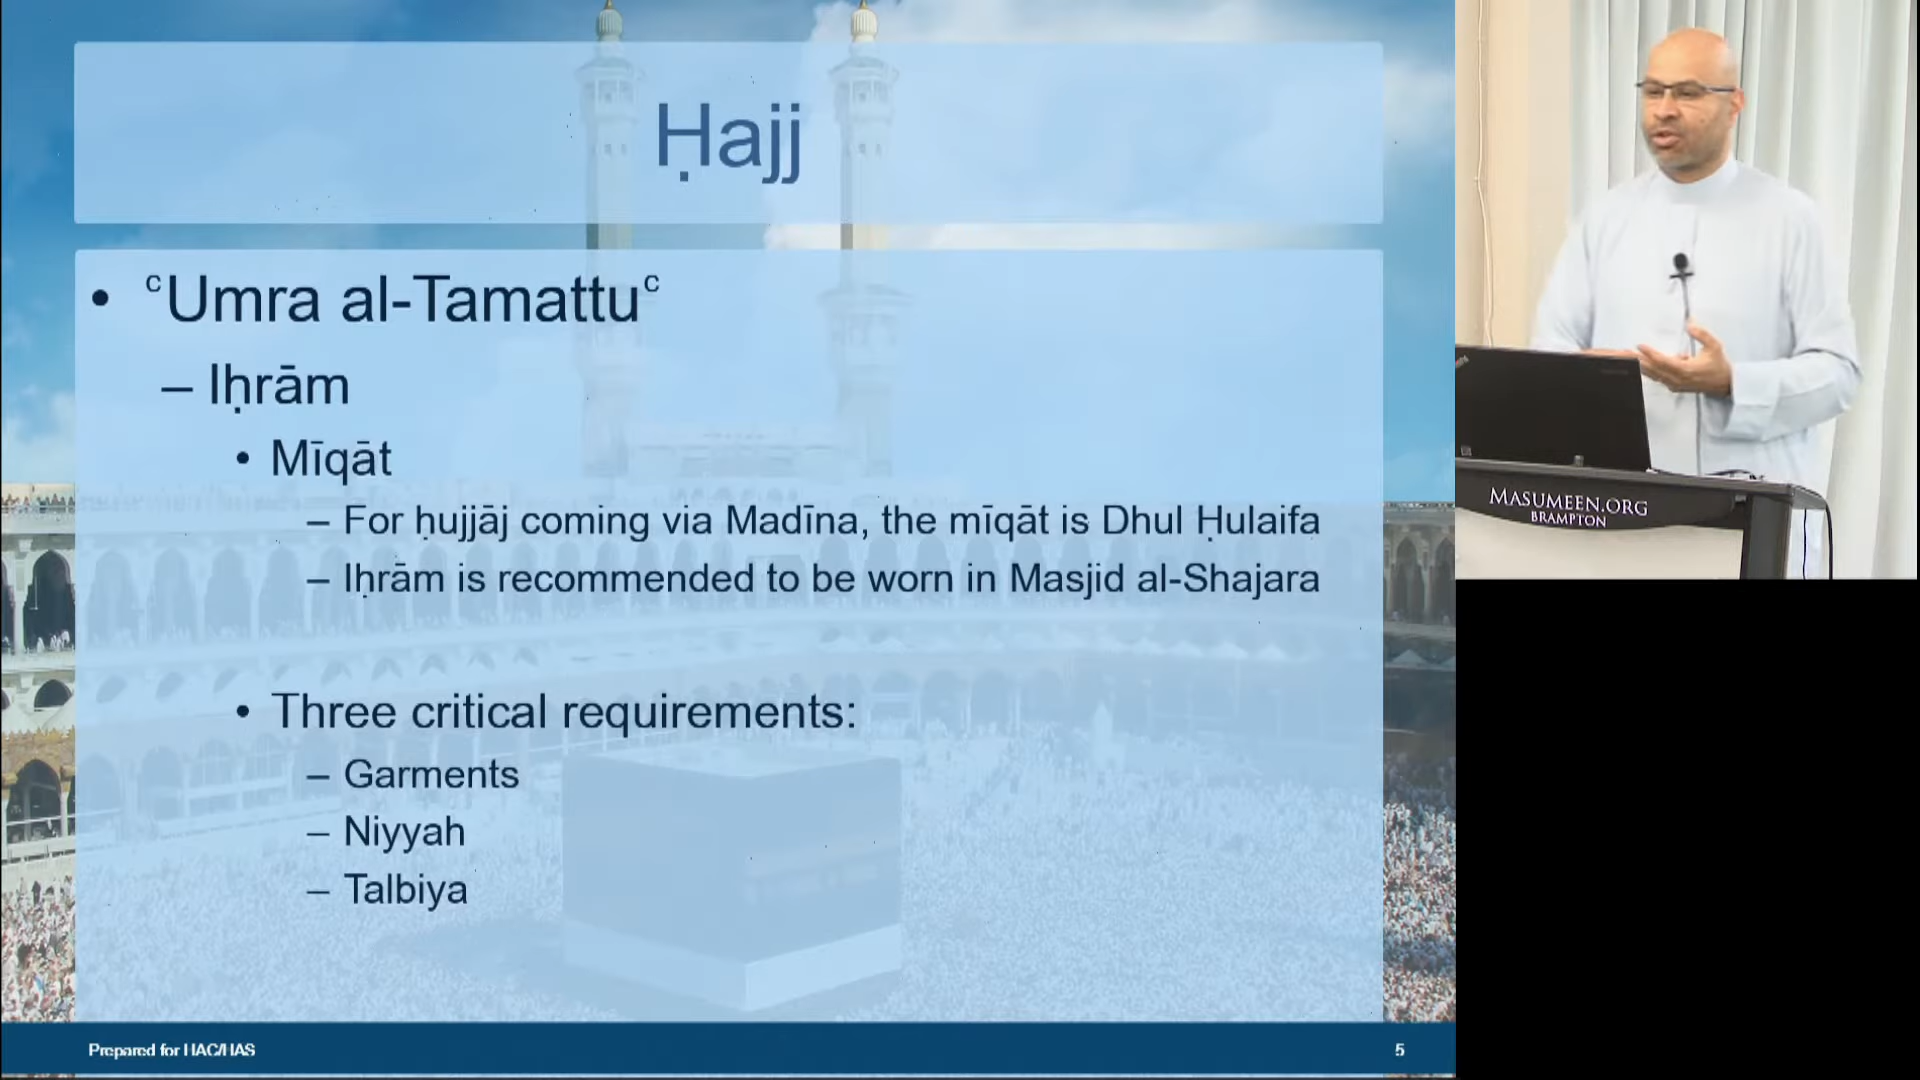 Ḥajj
• ᶜUmra al-Tamattuᶜ
– Iḥrām
• Mīqāt
– For ḥujjāj coming via Madīna, the mīqāt is Dhul Ḥulaifa
– Iḥrām is recommended to be worn in Masjid al-Shajara
• Three critical requirements:
– Garments
– Niyyah
– Talbiya
Prepared for HAC/HAS
5
MASUMEEN.ORG
BRAMPTON